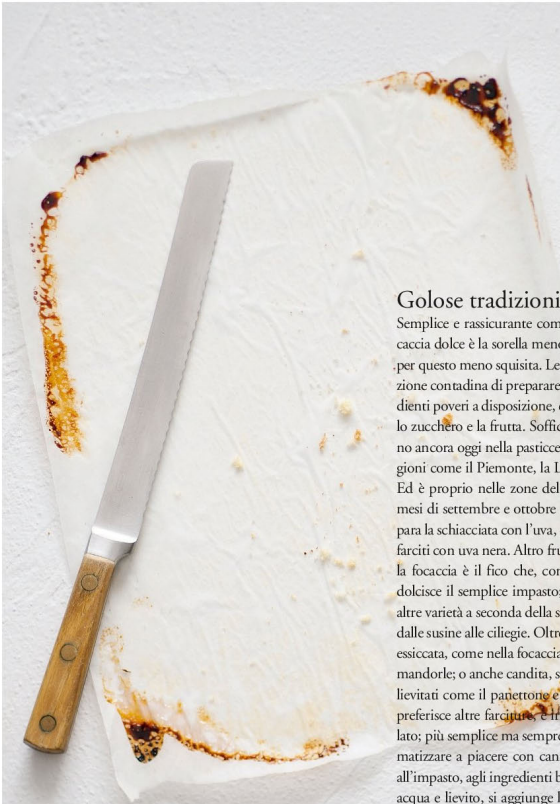 Golose tradizioni
Semplice e rassicurante com
caccia dolce è la sorella meno
per questo meno squisita. Le
zione contadina di preparare
dienti poveri a disposizione,
lo zucchero e la frutta. Soffic
no ancora oggi nella pasticce
gioni come il Piemonte, la L
Ed è proprio nelle zone del
mesi di settembre e ottobre
para la schiacciata con l’uva,
farciti con uva nera. Altro fru
la focaccia è il fico che, con
dolcisce il semplice impasto;
altre varietà a seconda della s
dalle susine alle ciliegie. Oltre
essiccata, come nella focaccia
mandorle; o anche candita, s
lievitati come il panettone e
preferisce altre farciture, è in
lato; più semplice ma sempre
matizzare a piacere con can
all’impasto, agli ingredienti b
acqua e lievito, si aggiunge l